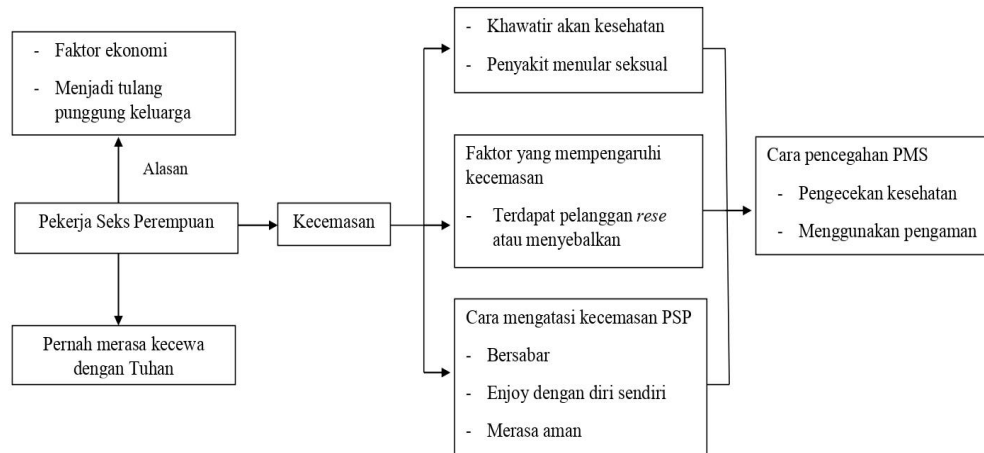 - Faktor ekonomi
- Menjadi tulang
punggung keluarga
Alasan
Pekerja Seks Perempuan
Pernah merasa kecewa
dengan Tuhan
Kecemasan
- Khawatir akan kesehatan
- Penyakit menular seksual
Faktor yang mempengaruhi
kecemasan
- Terdapat pelanggan rese
atau menyebalkan
Cara mengatasi kecemasan PSP
- Bersabar
- Enjoy dengan diri sendiri
- Merasa aman
Cara pencegahan PMS
- Pengecekan kesehatan
- Menggunakan pengaman